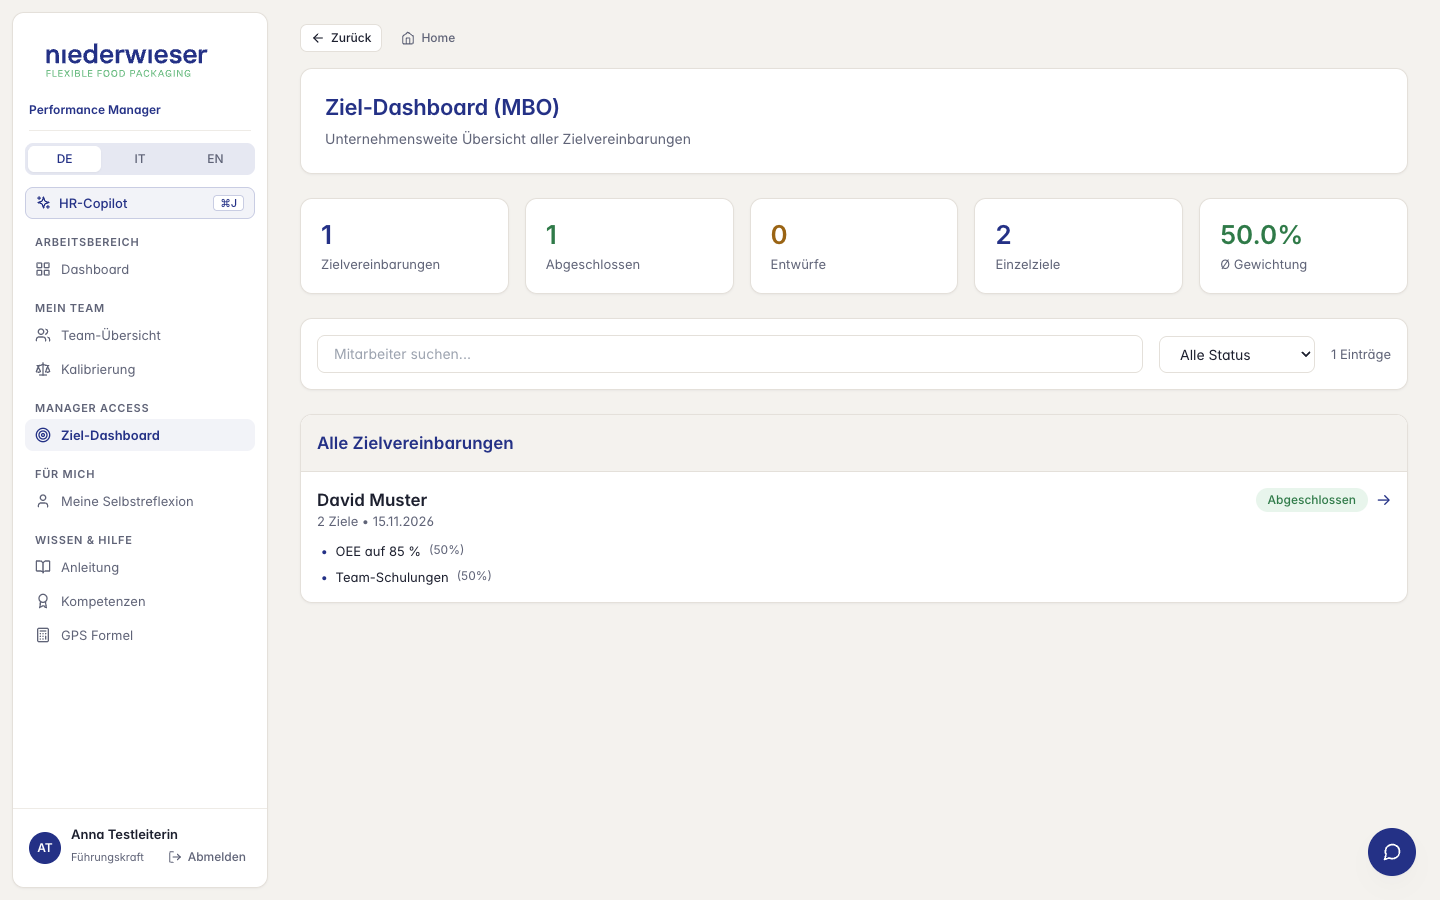 niederwieser
FLEXIBLE FOOD PACKAGING
Performance Manager
DE IT EN
HR-Copilot ⌘J
ARBEITSBEREICH
Dashboard
MEIN TEAM
Team-Übersicht
Kalibrierung
MANAGER ACCESS
Ziel-Dashboard
FÜR MICH
Meine Selbstreflexion
WISSEN & HILFE
Anleitung
Kompetenzen
GPS Formel
AT
Anna Testleiterin
Führungskraft
Abmelden
Zurück
Home
Ziel-Dashboard (MBO)
Unternehmensweite Übersicht aller Zielvereinbarungen
1
Zielvereinbarungen
1
Abgeschlossen
0
Entwürfe
2
Einzelziele
50.0%
Ø Gewichtung
Mitarbeiter suchen...
Alle Status
1 Einträge
Alle Zielvereinbarungen
David Muster
Abgeschlossen
2 Ziele • 15.11.2026
• OEE auf 85 % (50%)
• Team-Schulungen (50%)